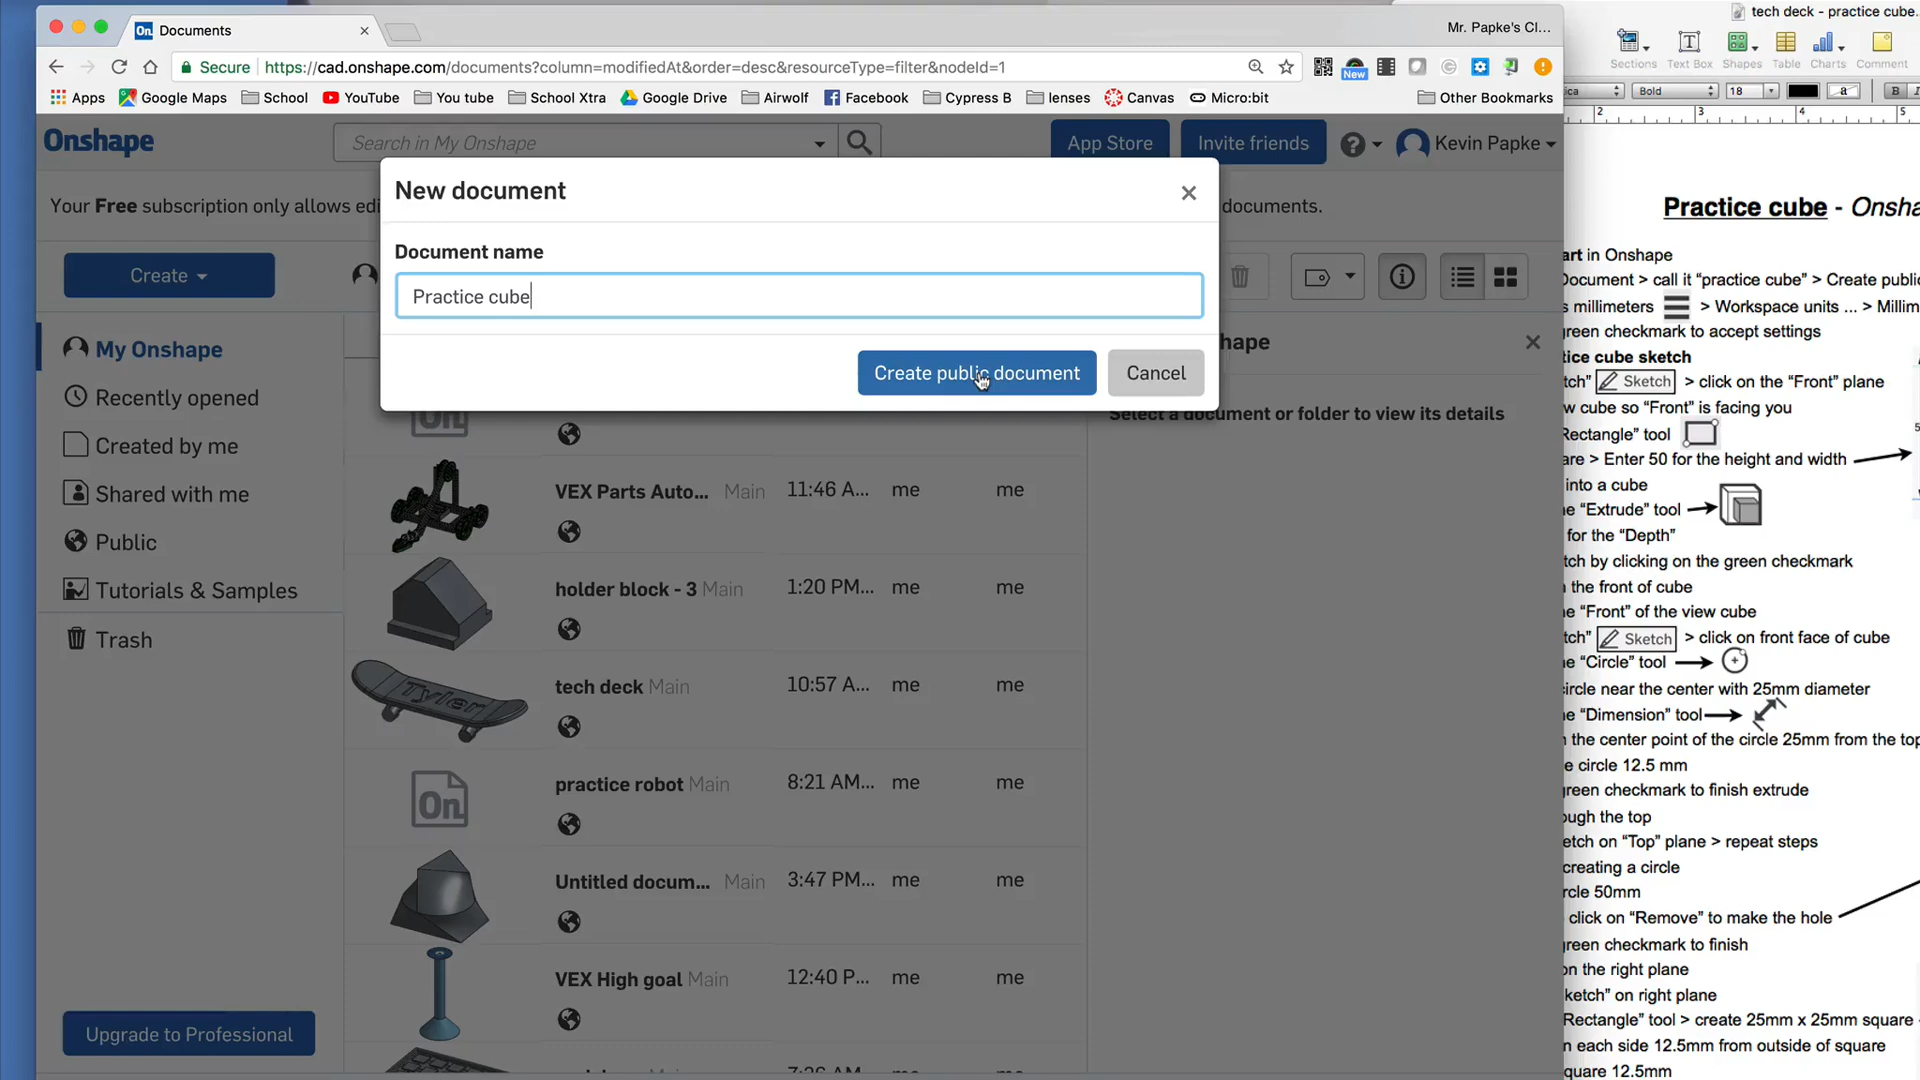 Documents
Mr. Papke's Cl...
tech deck - practice cube.
Secure
https://cad.onshape.com/documents?column=modifiedAt&order=desc&resourceType=filter&nodeId=1
New
Sections Text Box Shapes Table Charts Comment
Apps Google Maps School YouTube You tube School Xtra Google Drive Airwolf Facebook Cypress B lenses Canvas Micro:bit Other Bookmarks
ica Bold 18 a B I
2 3 4 5
Onshape
Search in My Onshape
App Store
Invite friends
Kevin Papke
Your Free subscription only allows edi
documents.
New document
Document name
Practice cube
Create public document
Cancel
Create
My Onshape
Recently opened
Created by me
Shared with me
Public
Tutorials & Samples
Trash
Upgrade to Professional
hape
Select a document or folder to view its details
VEX Parts Auto... Main 11:46 A... me me
holder block - 3 Main 1:20 PM... me me
Tyler
tech deck Main 10:57 A... me me
On
practice robot Main 8:21 AM... me me
Untitled docum... Main 3:47 PM... me me
VEX High goal Main 12:40 P... me me
Practice cube - Onsha
art in Onshape
Document > call it “practice cube” > Create public
s millimeters > Workspace units ... > Millim
green checkmark to accept settings
tice cube sketch
tch” Sketch > click on the “Front” plane
w cube so “Front” is facing you
Rectangle” tool
are > Enter 50 for the height and width
into a cube
e “Extrude” tool
for the “Depth”
tch by clicking on the green checkmark
n the front of cube
e “Front” of the view cube
tch” Sketch > click on front face of cube
e “Circle” tool
circle near the center with 25mm diameter
e “Dimension” tool
n the center point of the circle 25mm from the top
e circle 12.5 mm
green checkmark to finish extrude
ough the top
etch on “Top” plane > repeat steps
creating a circle
rcle 50mm
click on “Remove” to make the hole
green checkmark to finish
on the right plane
ketch” on right plane
Rectangle” tool > create 25mm x 25mm square
n each side 12.5mm from outside of square
quare 12.5mm